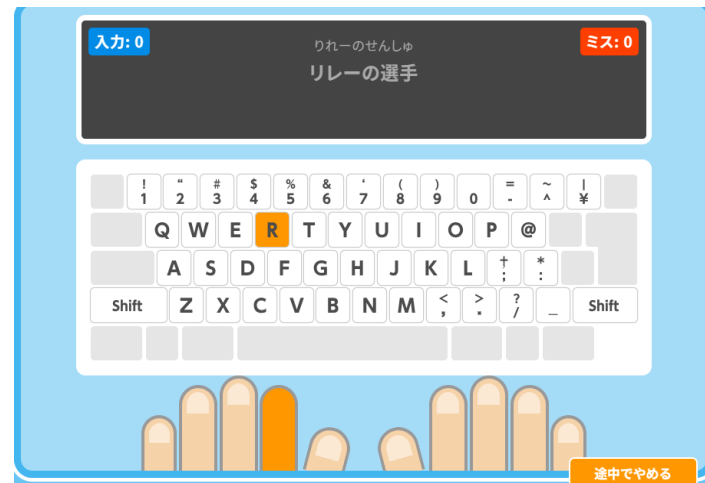 入力: 0
りれーのせんしゅ
ミス: 0
リレーの選手
! " # $ % & ' ( ) = ~ |
1 2 3 4 5 6 7 8 9 0 - ^ ¥
Q W E R T Y U I O P @
A S D F G H J K L † ; * :
Shift Z X C V B N M < , > . ? / _ Shift
途中でやめる